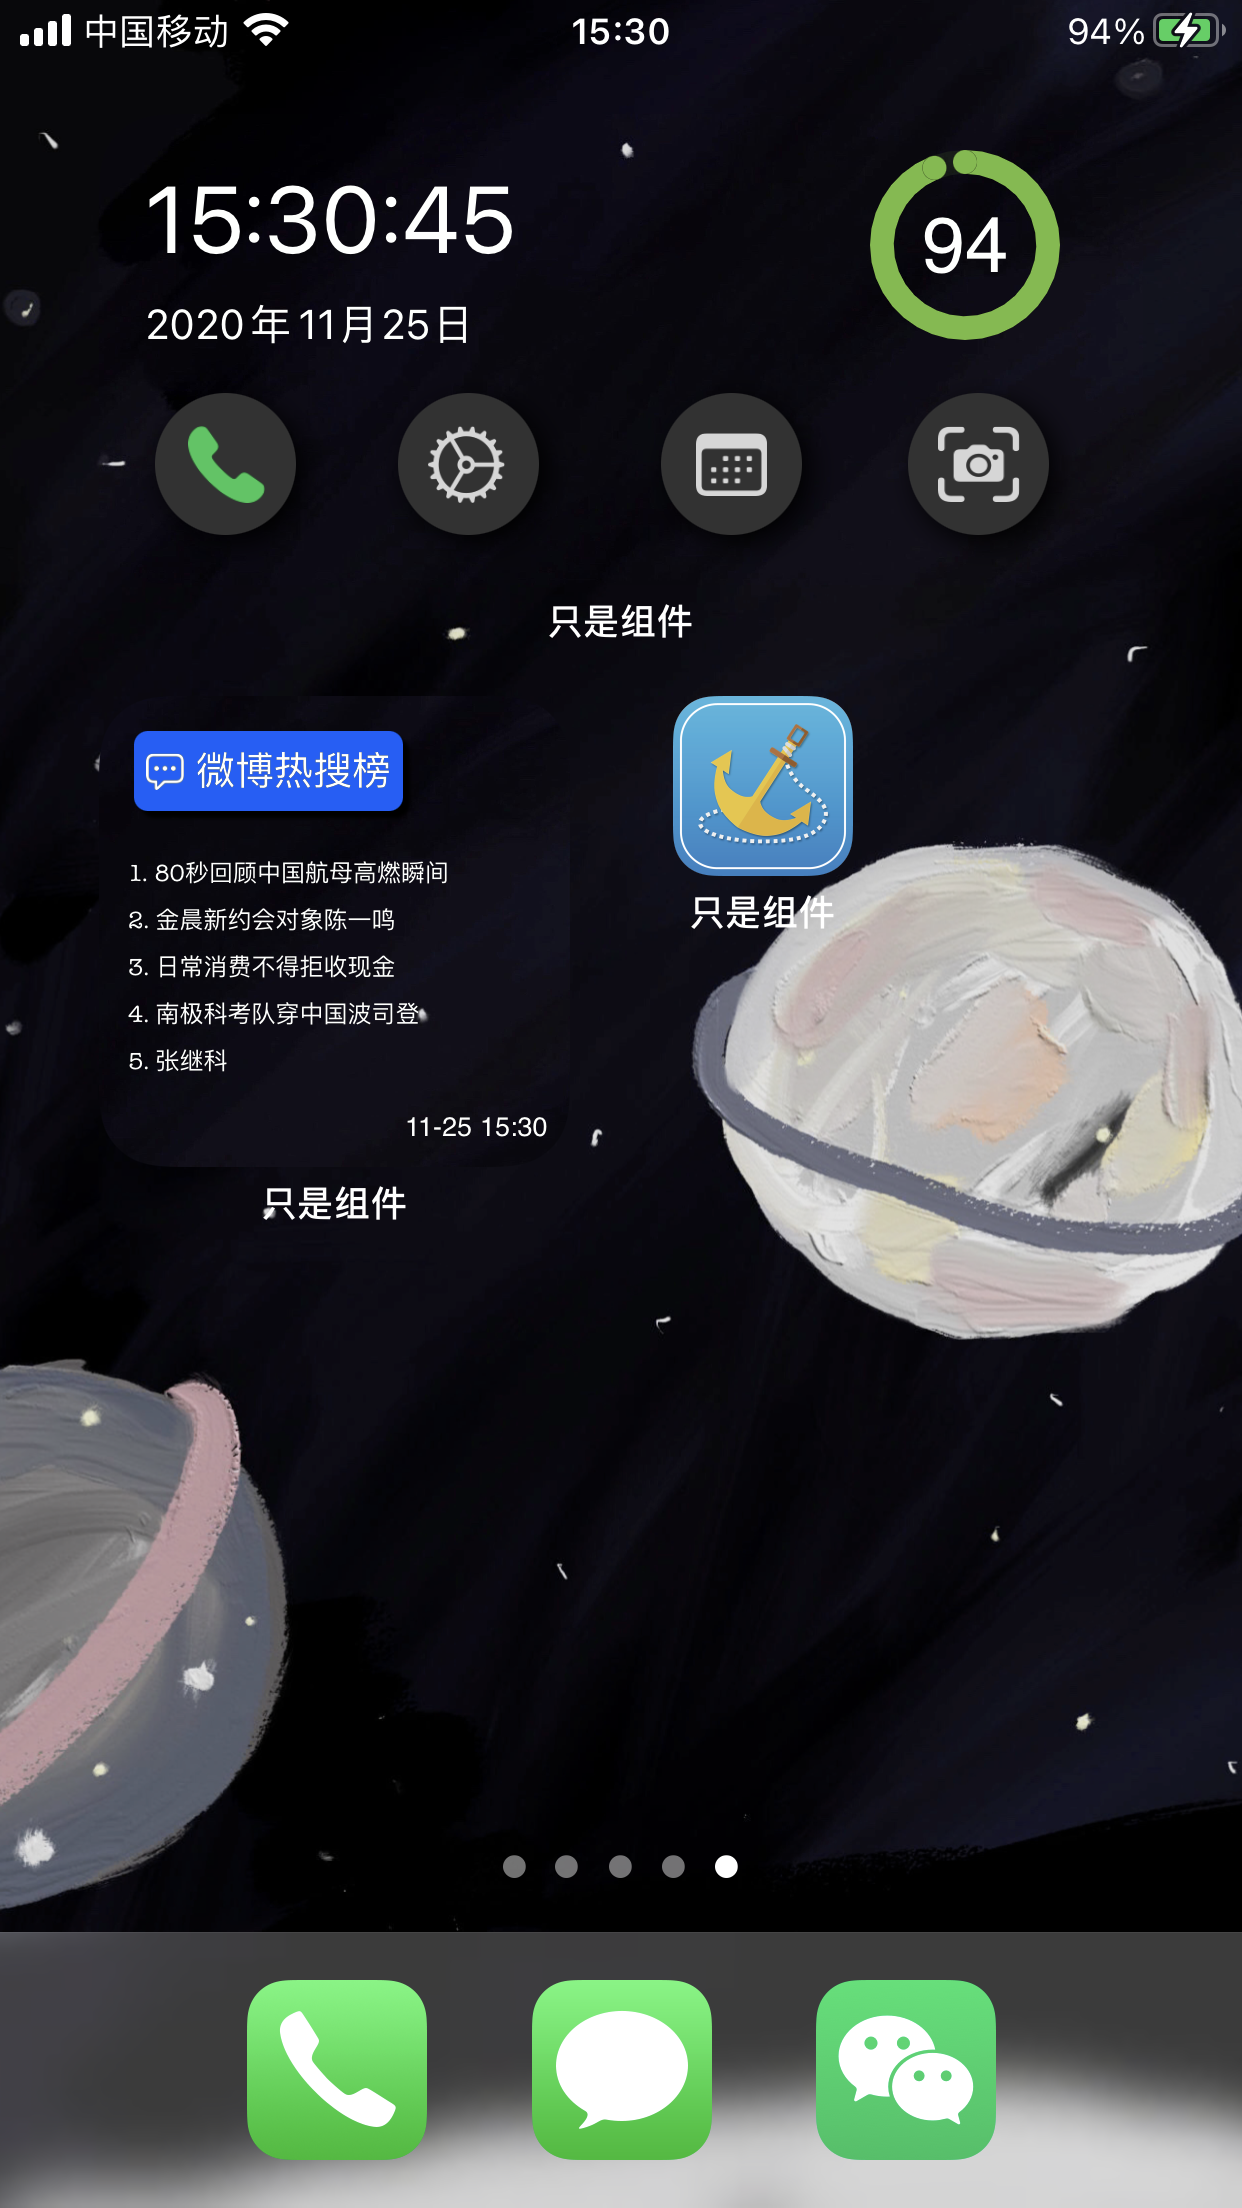 中国移动
15:30
94%
15:30:45
94
2020年11月25日
只是组件
微博热搜榜
1. 80秒回顾中国航母高燃瞬间
2. 金晨新约会对象陈一鸣
3. 日常消费不得拒收现金
4. 南极科考队穿中国波司登
5. 张继科
11-25 15:30
只是组件
只是组件